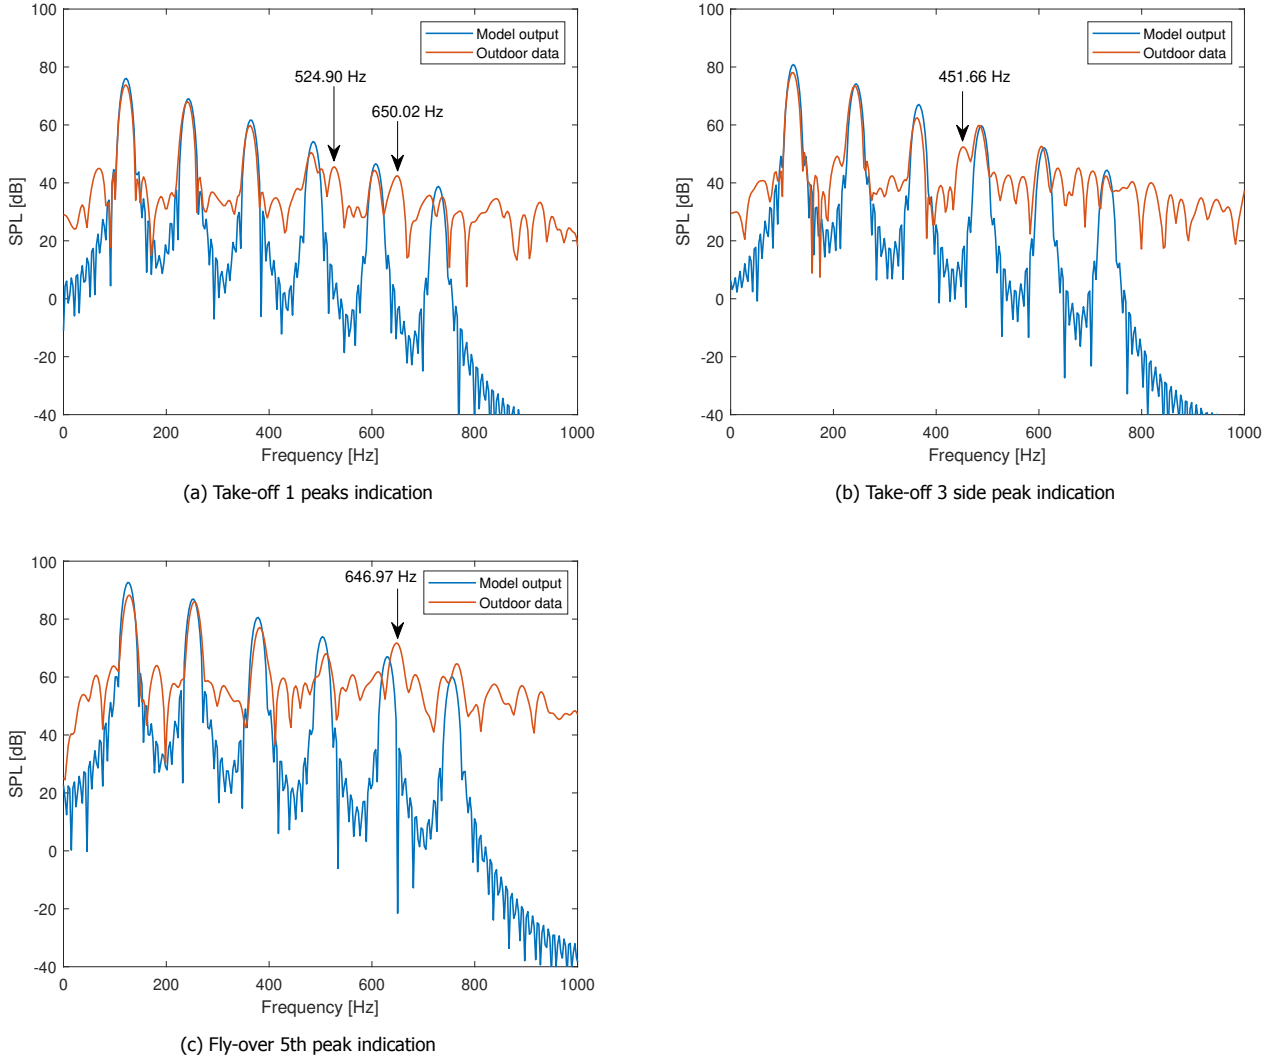 Model output
Outdoor data
524.90 Hz
650.02 Hz
100
80
60
40
20
0
-20
-40
SPL [dB]
0 200 400 600 800 1000
Frequency [Hz]
(a) Take-off 1 peaks indication
Model output
Outdoor data
451.66 Hz
100
80
60
40
20
0
-20
-40
SPL [dB]
0 200 400 600 800 1000
Frequency [Hz]
(b) Take-off 3 side peak indication
646.97 Hz
Model output
Outdoor data
100
80
60
40
20
0
-20
-40
SPL [dB]
0 200 400 600 800 1000
Frequency [Hz]
(c) Fly-over 5th peak indication